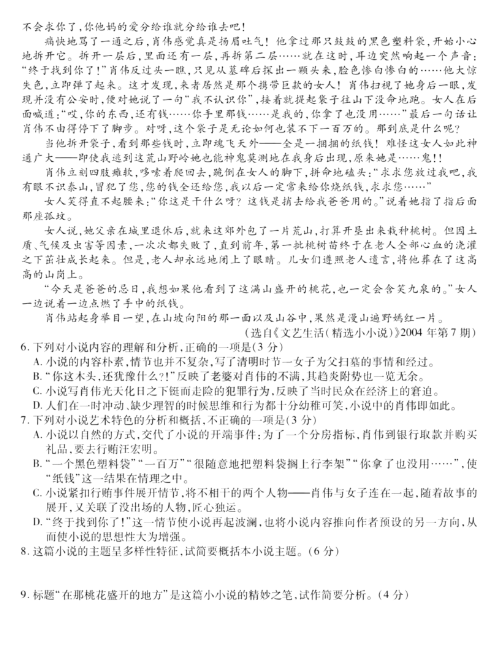 不会求你了,你他妈的爱分给谁就分给谁去吧!
痛快地骂了一通之后,肖伟感觉真是扬眉吐气! 他拿过那只鼓鼓的黑色塑料袋,开始小心
地拆开它。拆开一层后,里面还有一层,再拆第二层……就在这时,耳边突然响起一个声音:
“终于找到你了!”肖伟反过头一眼,只见从墓碑后探出一颗头来,脸色惨白惨白的……他大惊
失色,立即弹了起来。这才发现,来者居然是那个携带巨款的女人! 肖伟扫视了她身后一眼,发
现并没有公安时,便对她说了一句“我不认识你”,接着就提起袋子往山下没命地跑。女人在后
面喊道:“哎,你的东西,还有钱……你手里那钱……是我的,你拿了也没用……”最后一句话让
肖伟不由得停下了脚步。对呀,这个袋子是无论如何也装不下一百万的。那到底是什么呢?
当他拆开袋子,看到那些钱时,立即魂飞天外——全是一捆捆的纸钱! 难怪这女人如此神
通广大——即使我逃到这荒山野岭她也能神鬼莫测地在我身后出现,原来她是……鬼!!
肖伟立刻四肢瘫软,哆嗦着爬回去,跪倒在女人的脚下,拼命地磕头:“求求您放过我吧,我
有眼不识泰山,冒犯了您,您的钱全还给您,我以后一定常来给你烧纸钱,求求您……”
女人笑得直不起腰来:“你这是干什么呀? 这钱是捎去给我爸爸用的。”说着她指了指后面
那座孤坟。
女人说,她父亲在城里退休后,就来这郊外包了一片荒山,打算开垦出来栽种桃树。但因土
质、气候及虫害等因素,一次次都失败了,直到前年,第一批桃树苗终于在老人全部心血的浇灌
之下茁壮成长起来。但是,老人却永远地闭上了眼睛。儿女们遵照老人遗言,将他葬在了这高
高的山岗上。
“今天是爸爸的忌日,我想如果他看到了这满山盛开的桃花,也一定会含笑九泉的。”女人
一边说着一边点燃了手中的纸钱。
肖伟站起身举目一望,在山坡向阳的那一面以及山谷中,果然是漫山遍野嫣红一片。
(选自《文艺生活(精选小小说)》2004 年第 7 期)
6. 下列对小说内容的理解和分析,正确的一项是(3 分)
A. 小说的内容朴素,情节也并不复杂,写了清明时节一女子为父扫墓的事情和经过。
B. “你这木头,还犹豫什么?!”反映了老婆对肖伟的不满,其趋炎附势也一览无余。
C. 小说写肖伟光天化日之下铤而走险的犯罪行为,反映了当时民众在经济上的窘迫。
D. 人们在一时冲动、缺少理智的时候思维和行为都十分幼稚可笑,小说中的肖伟即如此。
7. 下列对小说艺术特色的分析和概括,不正确的一项是(3 分)
A. 小说以自然的方式,交代了小说的开端事件:为了一个分房指标,肖伟到银行取款并购买
礼品,要去行贿汪宏明。
B. “一个黑色塑料袋”“一百万”“很随意地把塑料袋搁上行李架”“你拿了也没用……”,使
“纸钱”这一结果在情理之中。
C. 小说紧扣行贿事件展开情节,将不相干的两个人物——肖伟与女子连在一起,随着故事的
展开,又关联了没出场的人物,匠心独运。
D. “终于找到你了!”这一情节使小说再起波澜,也将小说内容推向作者预设的另一方向,从
而使小说的思想性大为增强。
8. 这篇小说的主题呈多样性特征,试简要概括本小说主题。(6 分)
9. 标题“在那桃花盛开的地方”是这篇小小说的精妙之笔,试作简要分析。(4 分)